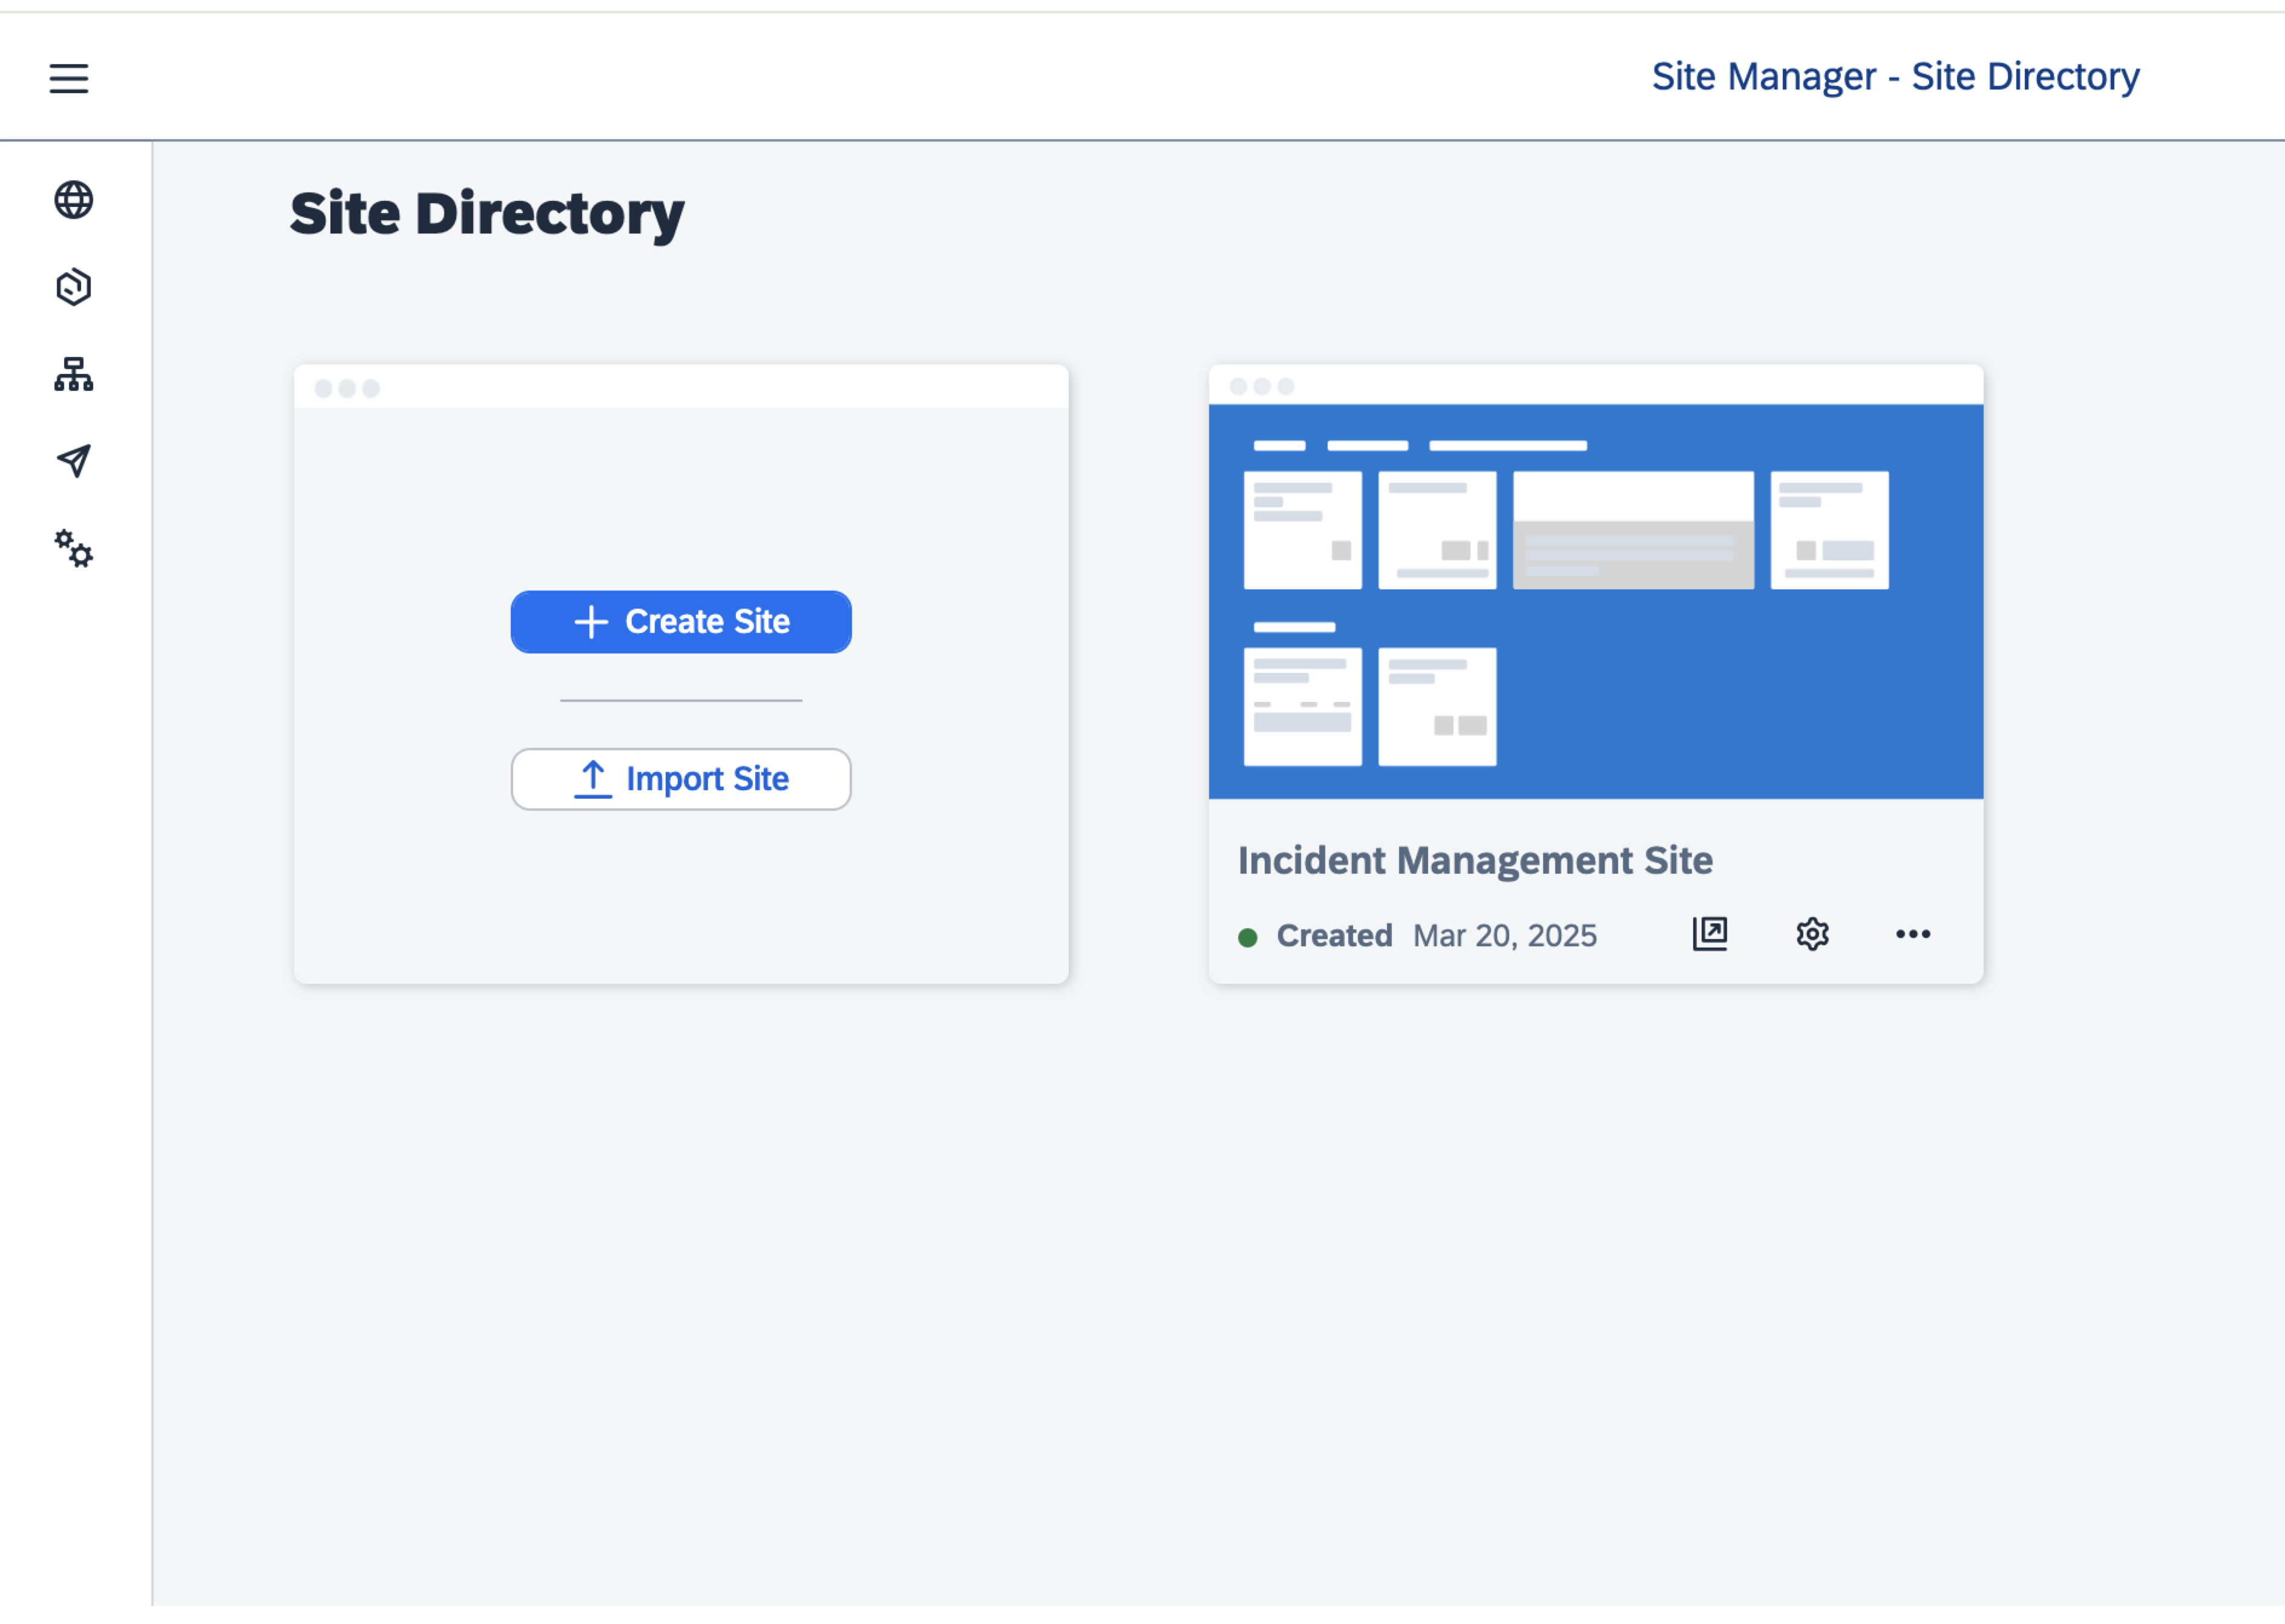 Site Manager - Site Directory
Site Directory
Create Site
Import Site
Incident Management Site
Created Mar 20, 2025